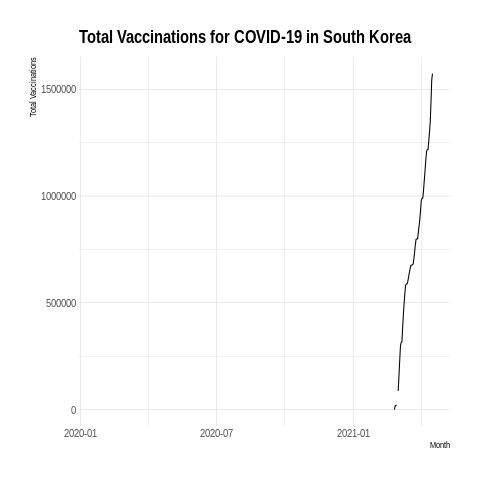 Total Vaccinations for COVID-19 in South Korea
Total Vaccinations
1500000
1000000
500000
0
2020-01
2020-07
2021-01
Month